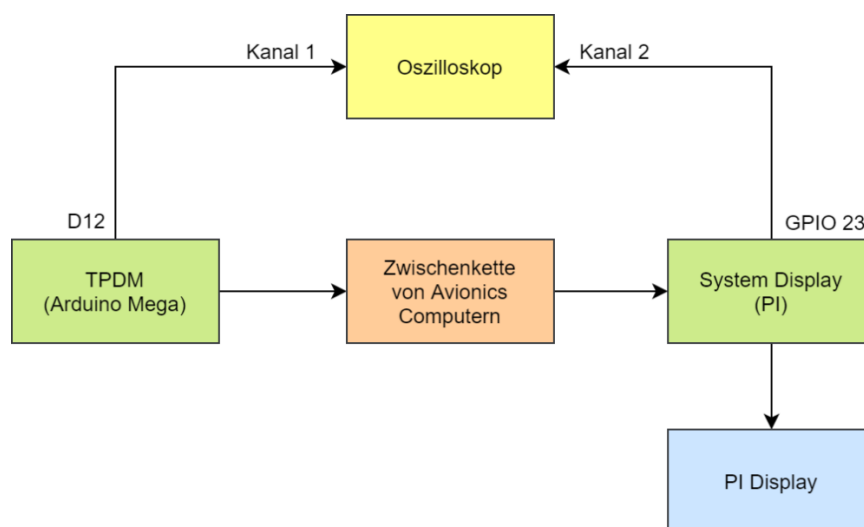 Kanal 1
Oszilloskop
Kanal 2
D12
GPIO 23
TPDM
(Arduino Mega)
Zwischenkette
von Avionics
Computern
System Display
(PI)
PI Display